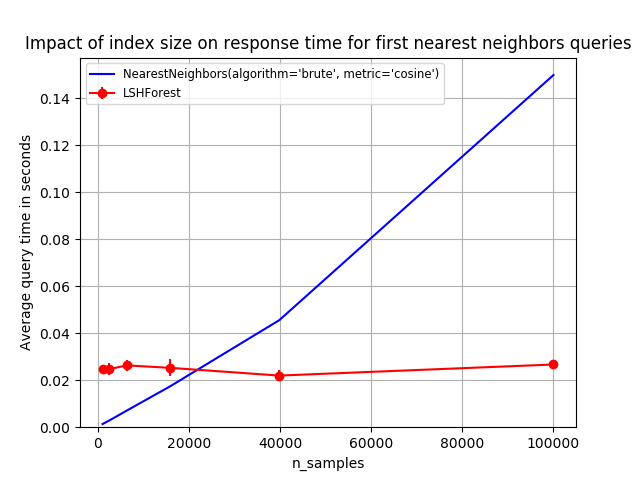 Impact of index size on response time for first nearest neighbors queries
NearestNeighbors(algorithm='brute', metric='cosine')
LSHForest
Average query time in seconds
0.14
0.12
0.10
0.08
0.06
0.04
0.02
0.00
0 20000 40000 60000 80000 100000
n_samples